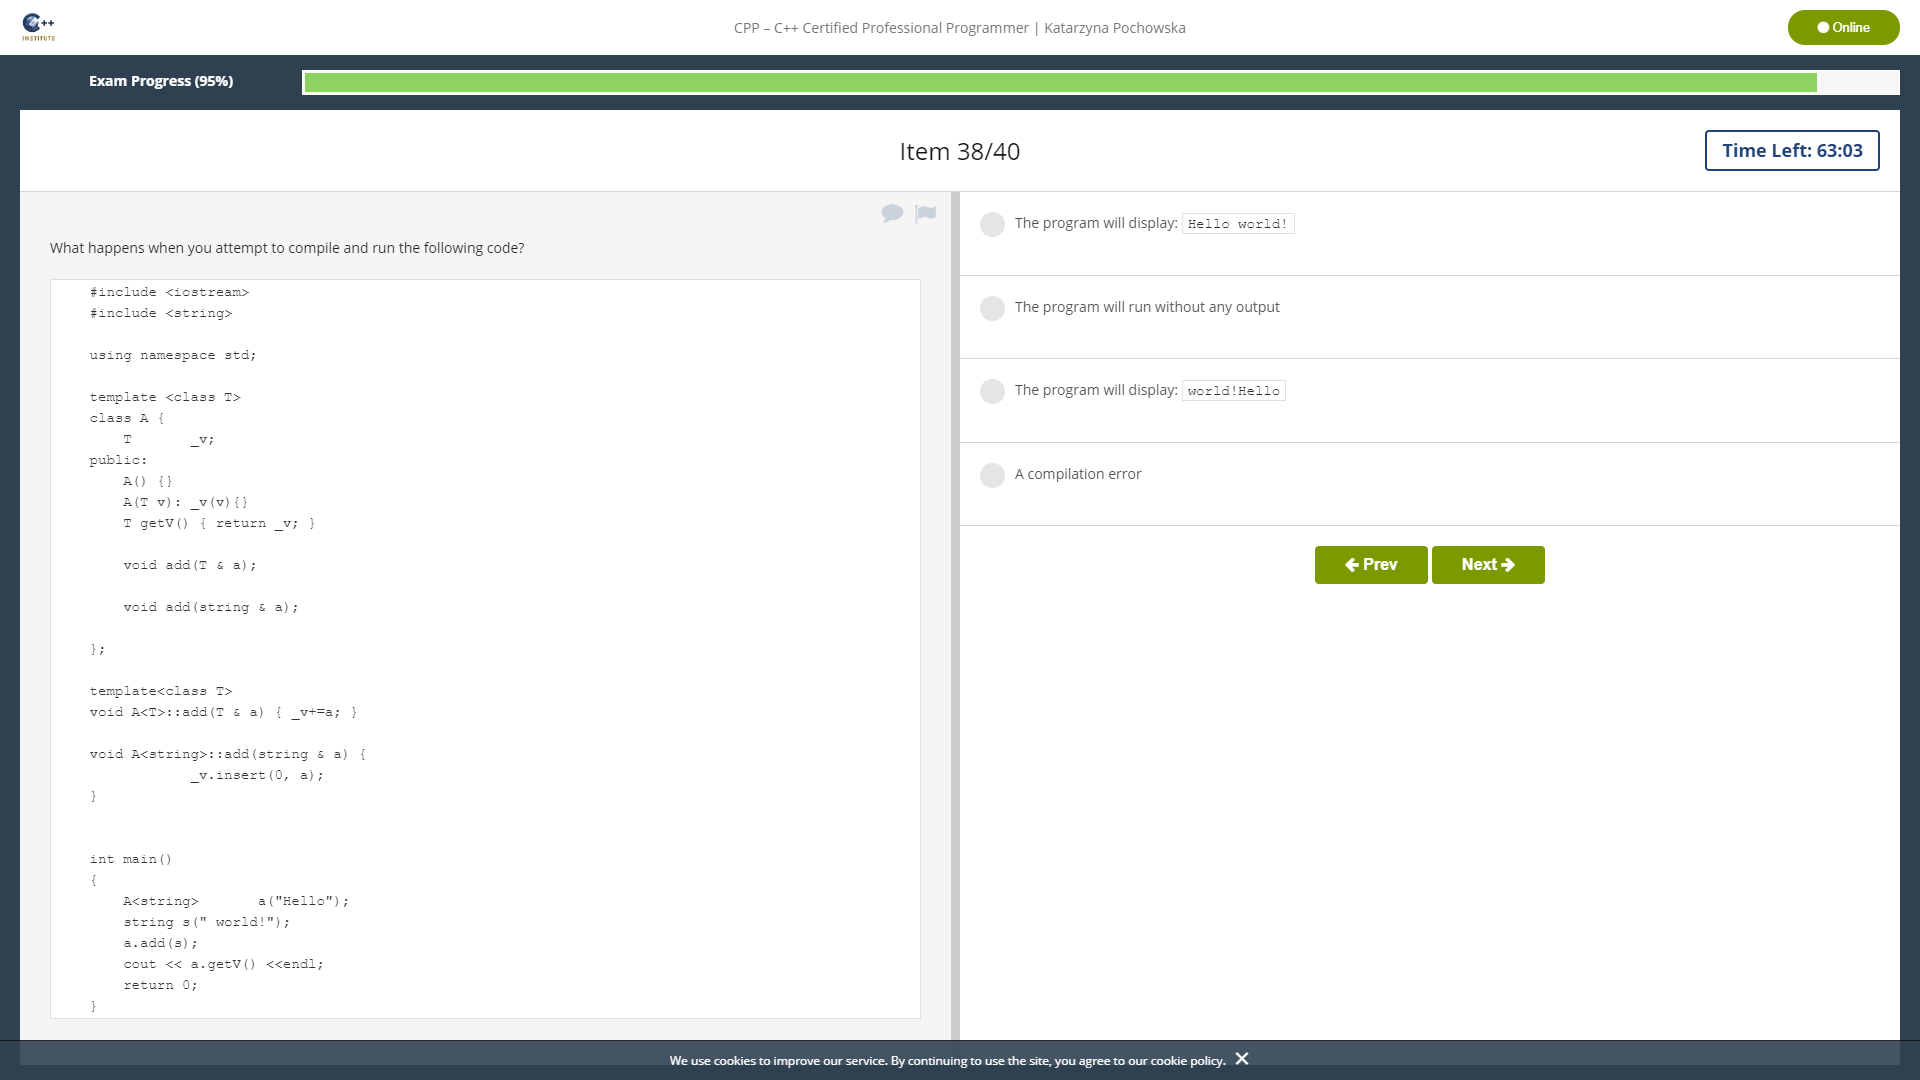 C++
INSTITUTE
CPP – C++ Certified Professional Programmer | Katarzyna Pochowska
Online
Exam Progress (95%)
Item 38/40
Time Left: 63:03
What happens when you attempt to compile and run the following code?
#include <iostream>
#include <string>
using namespace std;
template <class T>
class A {
T _v;
public:
A() {}
A(T v): _v(v){}
T getV() { return _v; }
void add(T & a);
void add(string & a);
};
template<class T>
void A<T>::add(T & a) { _v+=a; }
void A<string>::add(string & a) {
_v.insert(0, a);
}
int main()
{
A<string> a("Hello");
string s(" world!");
a.add(s);
cout << a.getV() <<endl;
return 0;
}
The program will display: Hello world!
The program will run without any output
The program will display: world!Hello
A compilation error
Prev
Next
We use cookies to improve our service. By continuing to use the site, you agree to our cookie policy.